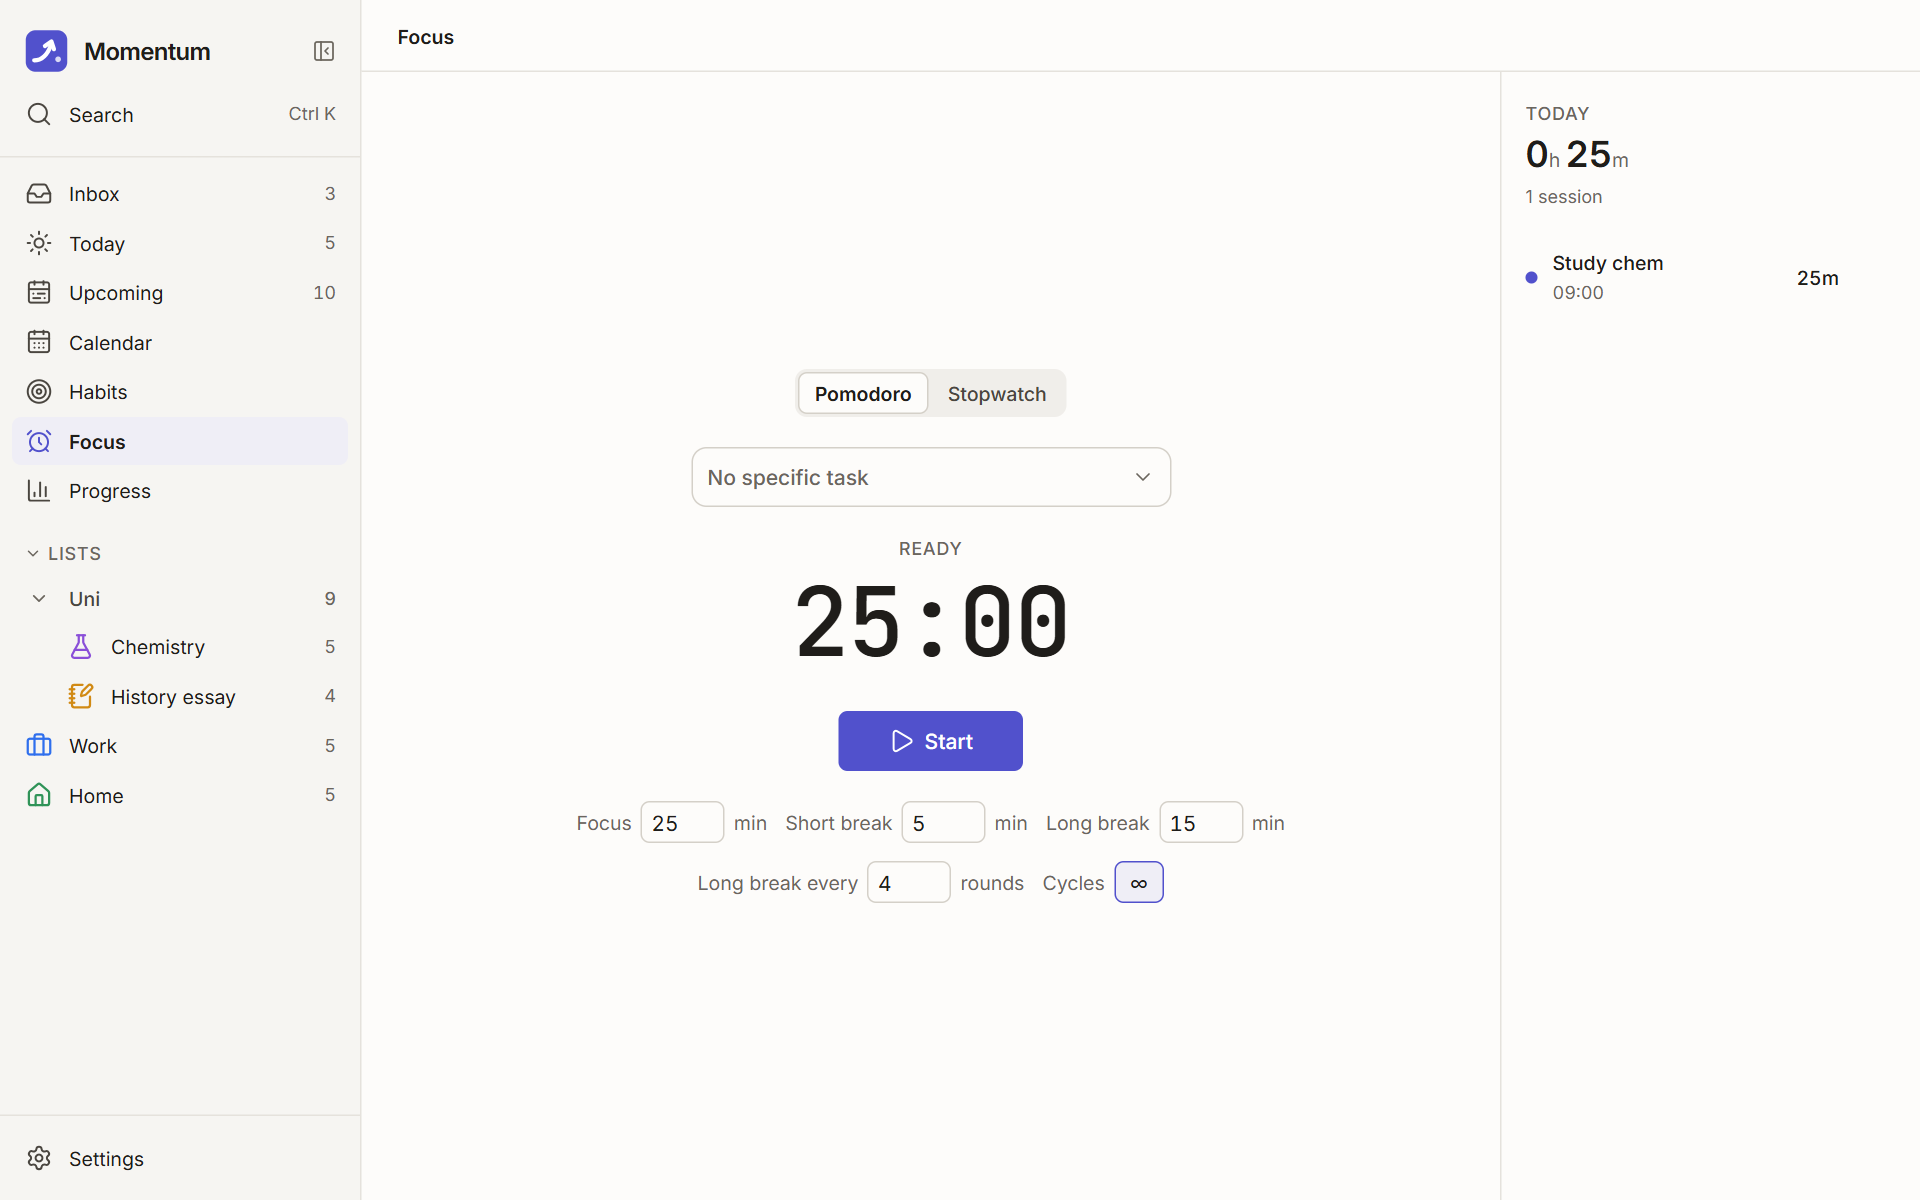 Momentum
Search Ctrl K
Inbox 3
Today 5
Upcoming 10
Calendar
Habits
Focus
Progress
LISTS
Uni 9
Chemistry 5
History essay 4
Work 5
Home 5
Settings
Focus
Pomodoro Stopwatch
No specific task
READY
25:00
Start
Focus 25 min Short break 5 min Long break 15 min
Long break every 4 rounds Cycles ∞
TODAY
0h 25m
1 session
Study chem 25m
09:00